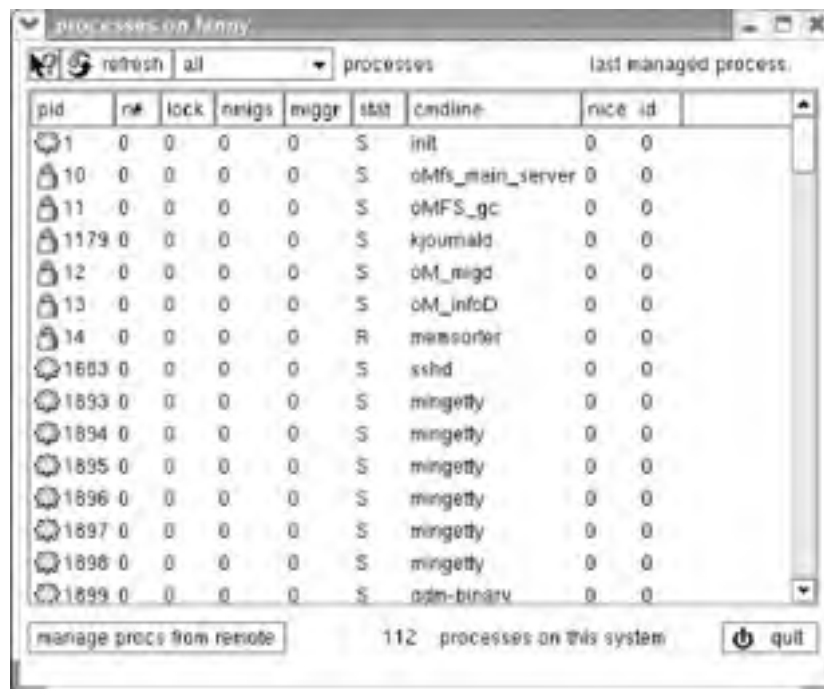 processes on
refresh all processes last managed process.
pid n# lock nmigs miggr stat cmdline nice id
1 0 0 0 0 S init 0 0
10 0 0 0 0 S oMfs_main_server 0 0
11 0 0 0 0 S oMFS_gc 0 0
1179 0 0 0 0 S kjournald 0 0
12 0 0 0 0 S oM_migd 0 0
13 0 0 0 0 S oM_infoD 0 0
14 0 0 0 0 R memsorter 0 0
0 0 0 0 S sshd 0 0
1893 0 0 0 0 S mingetty 0 0
1894 0 0 0 0 S mingetty 0 0
1895 0 0 0 0 S mingetty 0 0
1896 0 0 0 0 S mingetty 0 0
1897 0 0 0 0 S mingetty 0 0
1898 0 0 0 0 S mingetty 0 0
1899 0 0 0 0 S gdm-binary 0 0
manage procs from remote 112 processes on this system quit